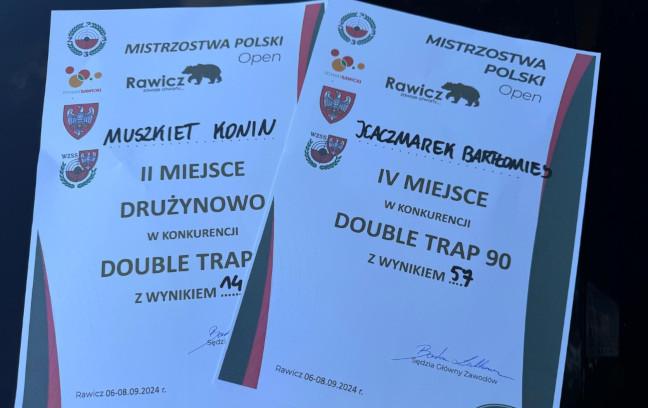 MISTRZOSTWA POLSKI
Open
Rawicz
MUSZKIET KONIN
WZSS
II MIEJSCE
DRUŻYNOWO
W KONKURENCJI
DOUBLE TRAP
Z WYNIKIEM 14
Rawicz 06-08.09.2024 r.
MISTRZOSTWA
POLSKI
Open
Rawicz
KACZMAREK BARTŁOMIEJ
WZSS
IV MIEJSCE
W KONKURENCJI
DOUBLE TRAP 90
Z WYNIKIEM 57
Sędzia Główny Zawodów
Rawicz 06-08.09.2024 r.